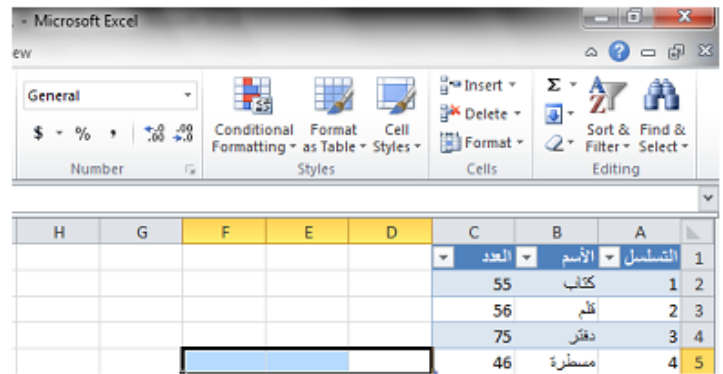 - Microsoft Excel
ew
General
$ % , .00 .00
Conditional Formatting
Format as Table
Cell Styles
Insert
Delete
Format
Σ
Sort & Filter
Find & Select
Number
Styles
Cells
Editing
H G F E D C B A
التسلسل الأسم العدد 1
1 كتاب 55 2
2 قلم 56 3
3 دفتر 75 4
4 مسطرة 46 5